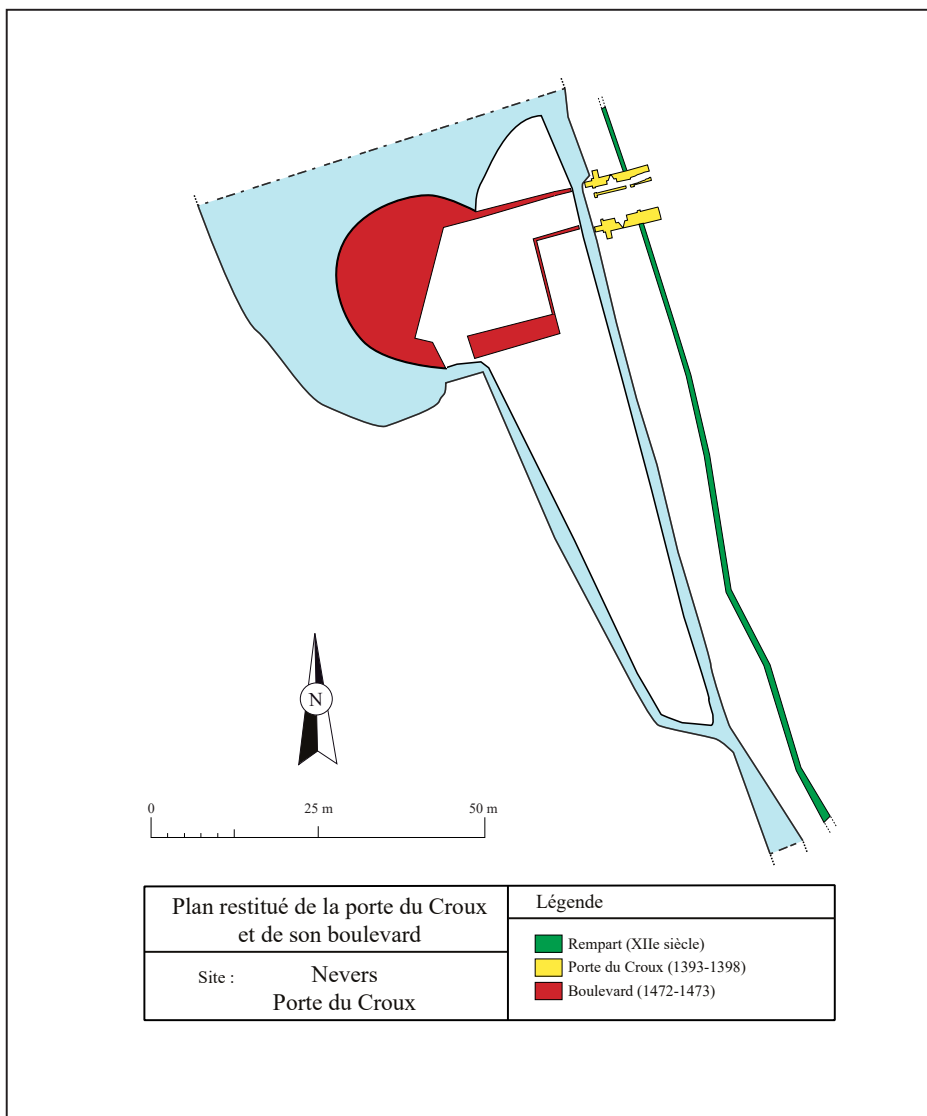 N
0
25 m
50 m
Plan restitué de la porte du Croux
et de son boulevard
Site : Nevers
Porte du Croux
Légende
Rempart (XIIe siècle)
Porte du Croux (1393-1398)
Boulevard (1472-1473)